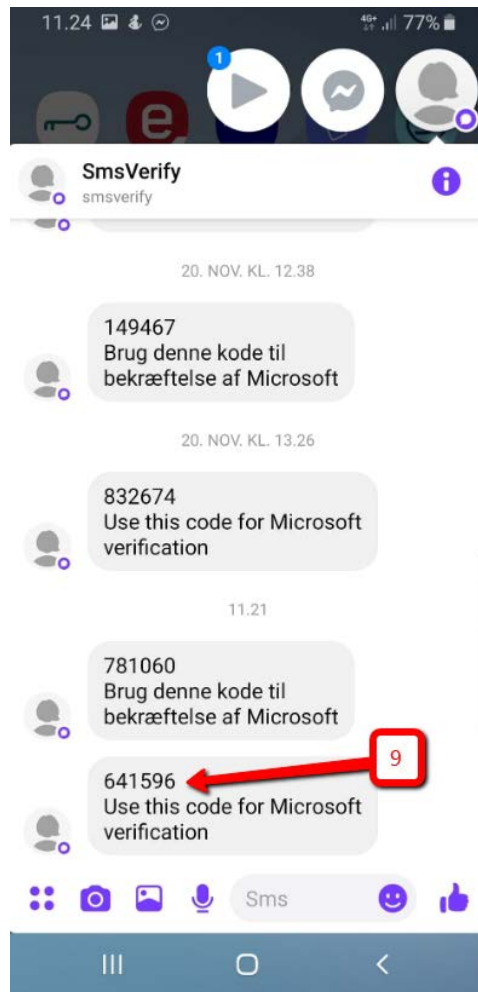 11.24 4G+ 77%
1
e
SmsVerify
smsverify
20. NOV. KL. 12.38
149467
Brug denne kode til
bekræftelse af Microsoft
20. NOV. KL. 13.26
832674
Use this code for Microsoft
verification
11.21
781060
Brug denne kode til
bekræftelse af Microsoft
9
641596
Use this code for Microsoft
verification
Sms